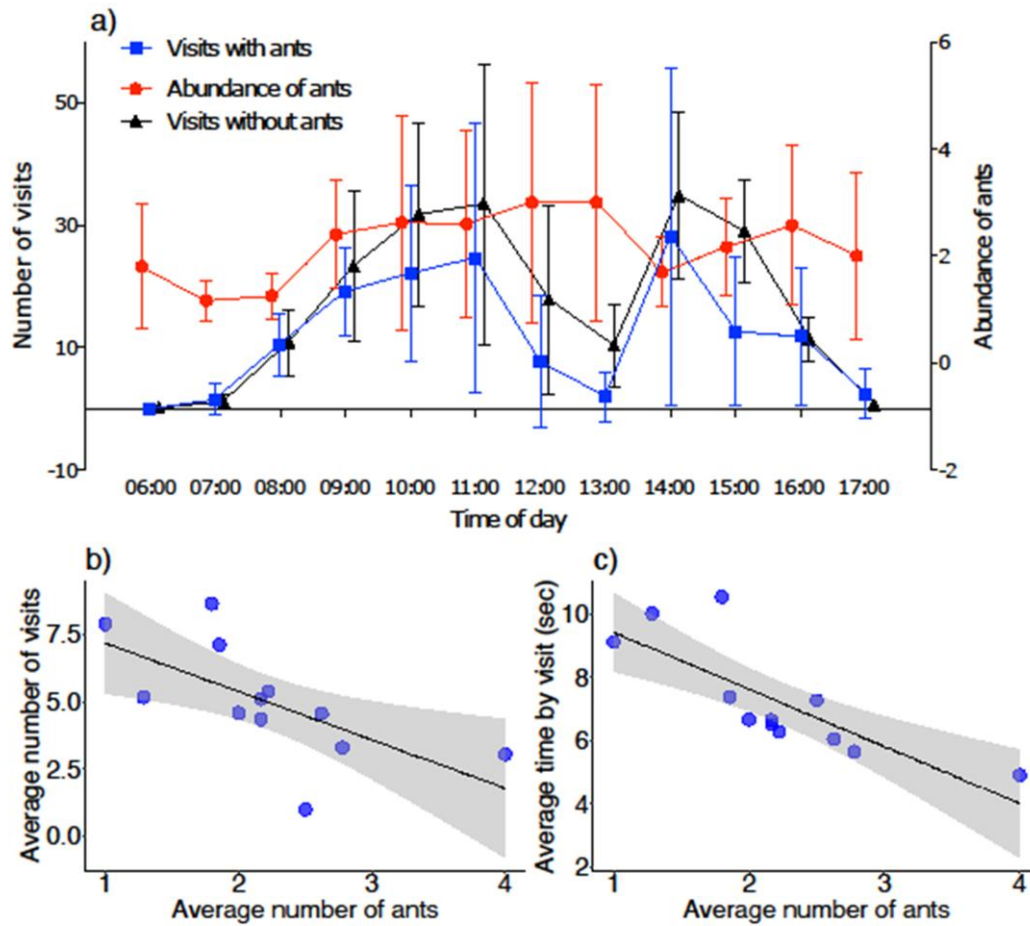 a)
Visits with ants
Abundance of ants
Visits without ants
Number of visits
50
30
10
-10
Abundance of ants
6
4
2
0
-2
06:00 07:00 08:00 09:00 10:00 11:00 12:00 13:00 14:00 15:00 16:00 17:00
Time of day
b)
Average number of visits
7.5
5.0
2.5
0.0
1 2 3 4
Average number of ants
c)
Average time by visit (sec)
10
8
6
4
2
1 2 3 4
Average number of ants